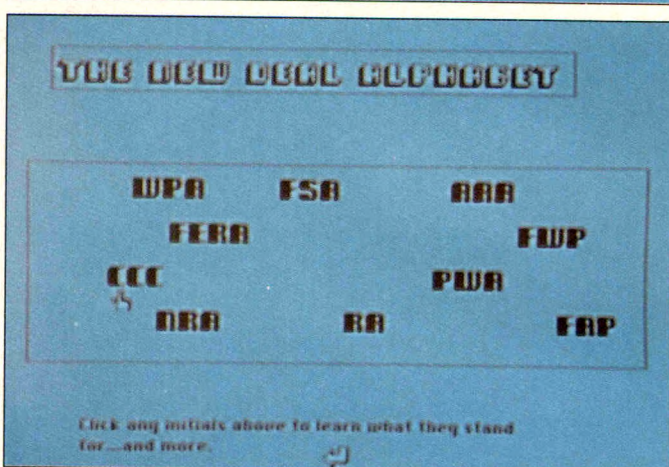 THE NEW DEAL ALPHABET
WPA FSA AAA
FERA FWP
CCC PWA
NRA RA FAP
Click any initials above to learn what they stand
for...and more.